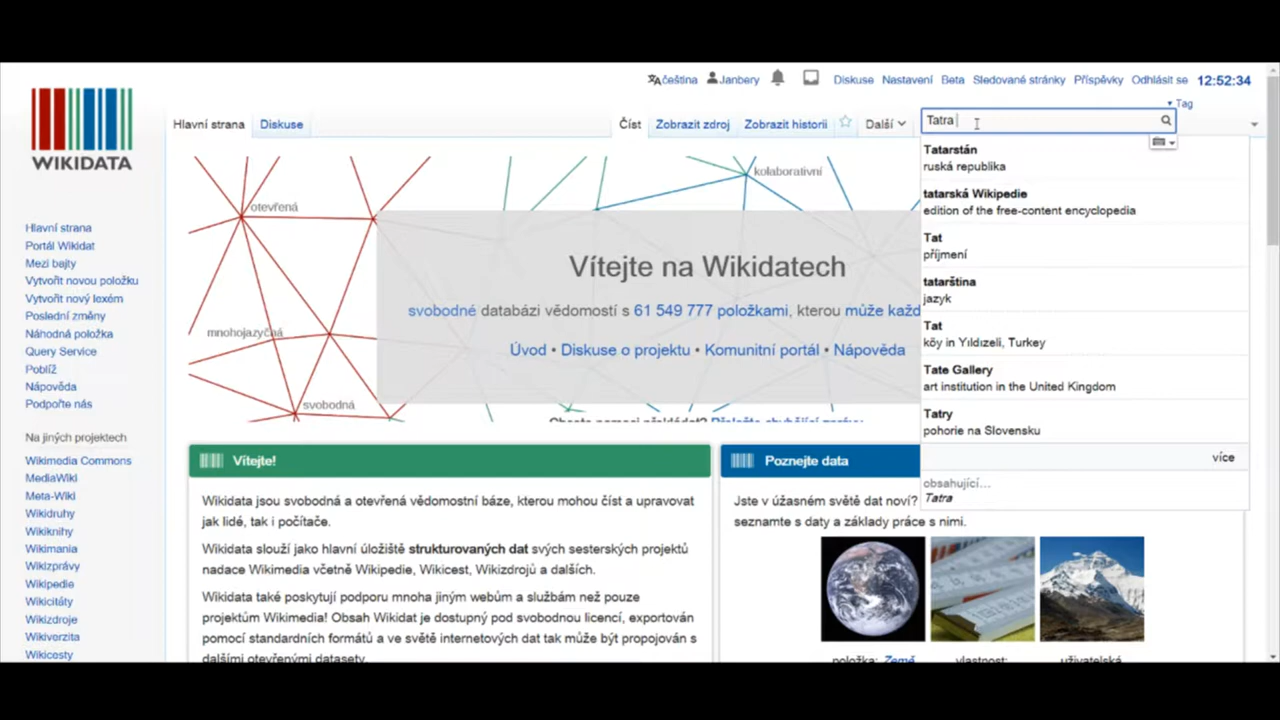 čeština Janbery Diskuse Nastavení Beta Sledované stránky Příspěvky Odhlásit se 12:52:34
Tag
Hlavní strana Diskuse Číst Zobrazit zdroj Zobrazit historii Další Tatra
WIKIDATA
Hlavní strana
Portál Wikidat
Mezi bajty
Vytvořit novou položku
Vytvořit nový lexém
Poslední změny
Náhodná položka
Query Service
Poblíž
Nápověda
Podpořte nás
Na jiných projektech
Wikimedia Commons
MediaWiki
Meta-Wiki
Wikidruhy
Wikiknihy
Wikimania
Wikizprávy
Wikipedie
Wikicitáty
Wikizdroje
Wikiverzita
Wikicesty
otevřená
kolaborativní
mnohojazyčná
svobodná
Vítejte na Wikidatech
svobodné databázi vědomostí s 61 549 777 položkami, kterou může každ
Úvod • Diskuse o projektu • Komunitní portál • Nápověda
Tatarstán
ruská republika
tatarská Wikipedie
edition of the free-content encyclopedia
Tat
příjmení
tatarština
jazyk
Tat
köy in Yıldızeli, Turkey
Tate Gallery
art institution in the United Kingdom
Tatry
pohorie na Slovensku
více
obsahující...
Tatra
Vítejte!
Wikidata jsou svobodná a otevřená vědomostní báze, kterou mohou číst a upravovat
jak lidé, tak i počítače.
Wikidata slouží jako hlavní úložiště strukturovaných dat svých sesterských projektů
nadace Wikimedia včetně Wikipedie, Wikicest, Wikizdrojů a dalších.
Wikidata také poskytují podporu mnoha jiným webům a službám než pouze
projektům Wikimedia! Obsah Wikidat je dostupný pod svobodnou licencí, exportován
pomocí standardních formátů a ve světě internetových dat tak může být propojován s
dalšími otevřenými datasety.
Poznejte data
Jste v úžasném světě dat noví?
seznamte s daty a základy práce s nimi.
položka: Země vlastnost: uživatelská